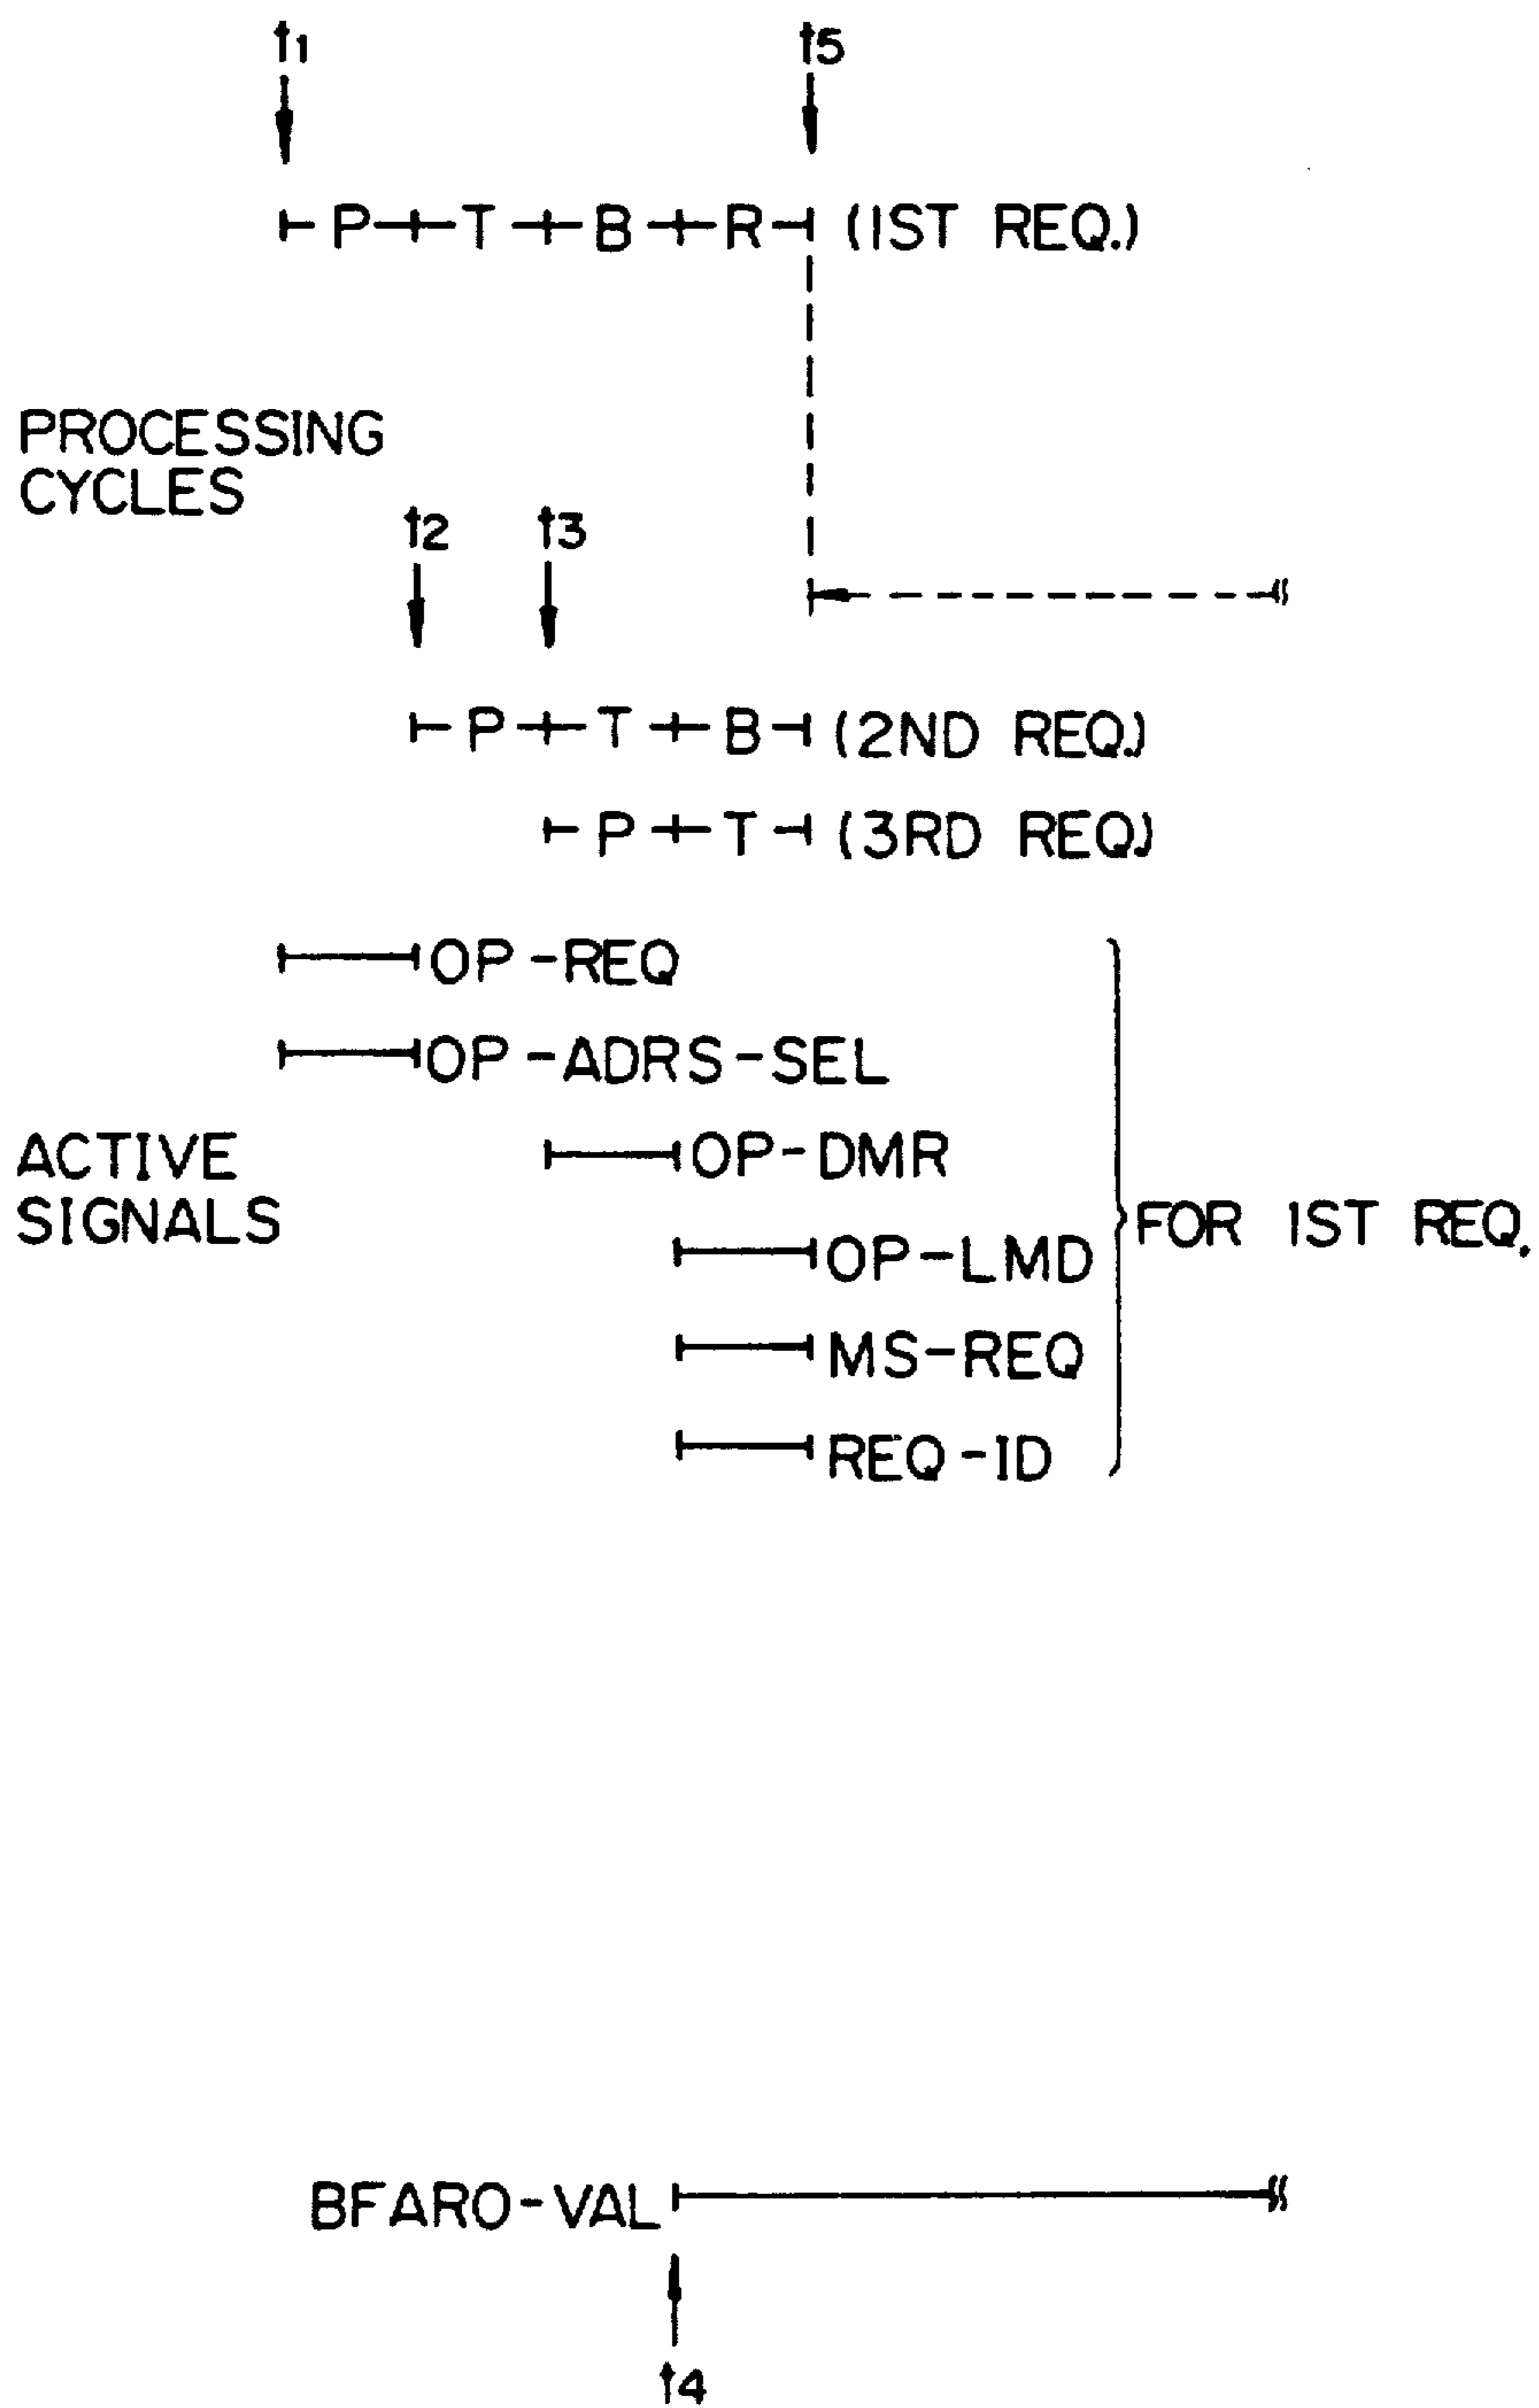 t1 t5
P T B R (1ST REQ.)
PROCESSING
CYCLES
t2 t3
P T B (2ND REQ.)
P T (3RD REQ.)
OP-REQ
OP-ADRS-SEL
ACTIVE
SIGNALS
OP-DMR
OP-LMD
FOR 1ST REQ.
MS-REQ
REQ-ID
BFARO-VAL
t4